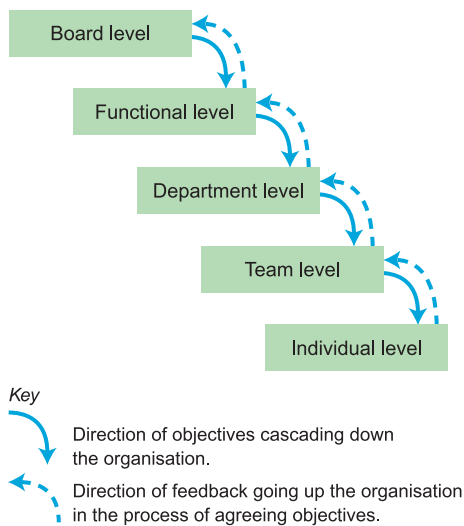 Board level
Functional level
Department level
Team level
Individual level
Key
Direction of objectives cascading down
the organisation.
Direction of feedback going up the organisation
in the process of agreeing objectives.